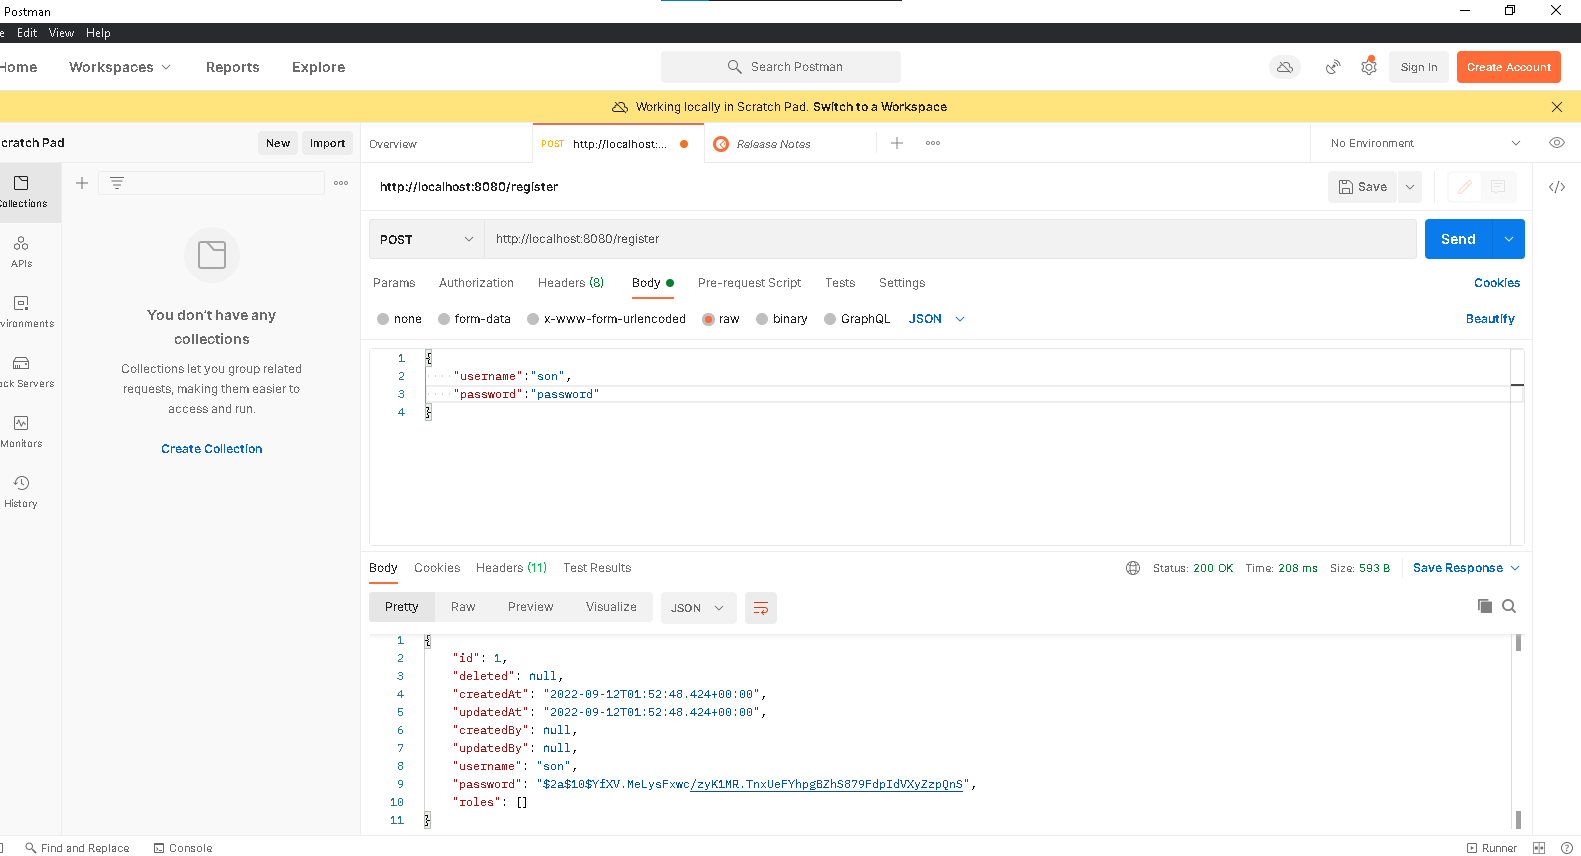 Postman
e Edit View Help
Home Workspaces Reports Explore Search Postman Sign In Create Account
Working locally in Scratch Pad. Switch to a Workspace
cratch Pad New Import Overview POST http://localhost:... Release Notes No Environment
http://localhost:8080/register Save
ollections
POST http://localhost:8080/register Send
APIs
Params Authorization Headers (8) Body Pre-request Script Tests Settings Cookies
none form-data x-www-form-urlencoded raw binary GraphQL JSON Beautify
vironments
You don't have any
collections
Collections let you group related
requests, making them easier to
access and run.
Create Collection
ock Servers
Monitors
History
1 {
2 "username":"son",
3 "password":"password"
4 }
Body Cookies Headers (11) Test Results Status: 200 OK Time: 208 ms Size: 593 B Save Response
Pretty Raw Preview Visualize JSON
1 {
2 "id": 1,
3 "deleted": null,
4 "createdAt": "2022-09-12T01:52:48.424+00:00",
5 "updatedAt": "2022-09-12T01:52:48.424+00:00",
6 "createdBy": null,
7 "updatedBy": null,
8 "username": "son",
9 "password": "$2a$10$YfXV.MeLysFxwc/zyK1MR.TnxUeFYhpgBZhS879FdpIdVXyZzpQnS",
10 "roles": []
11 }
Find and Replace Console Runner